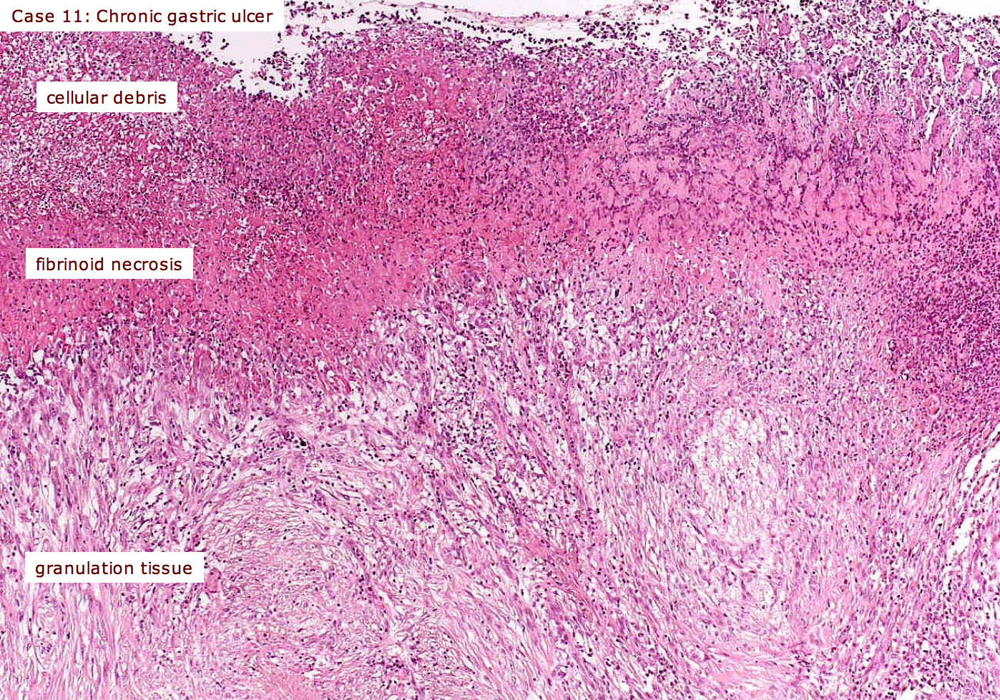 Case 11: Chronic gastric ulcer
cellular debris
fibrinoid necrosis
granulation tissue